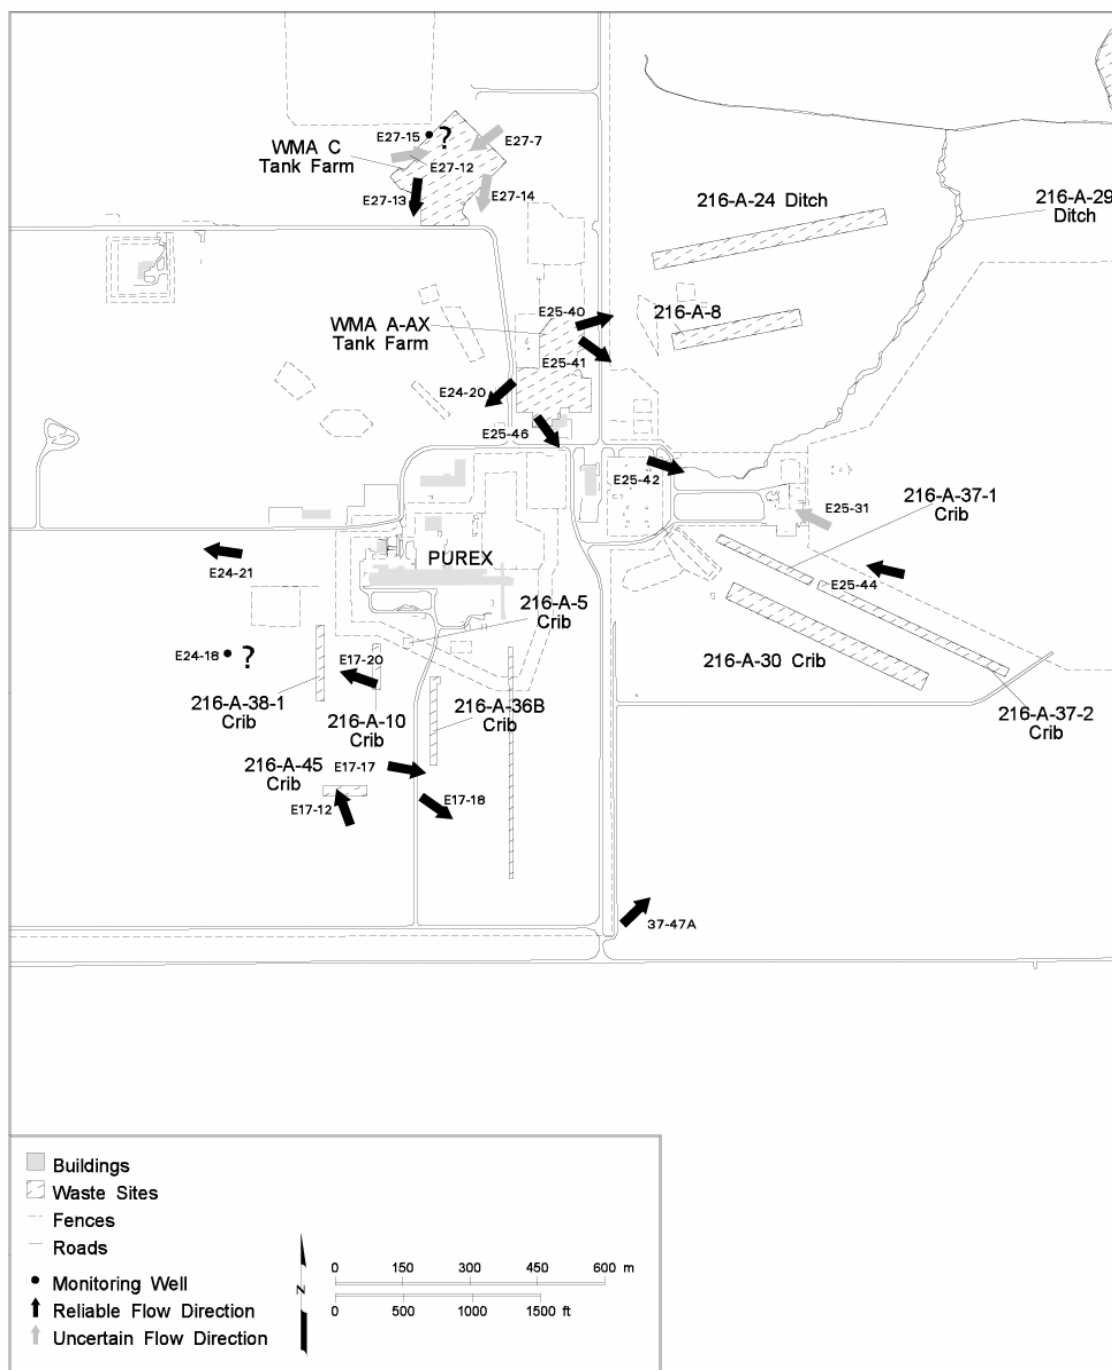 E27-15
?
E27-7
WMA C
Tank Farm
E27-12
E27-13
E27-14
216-A-24 Ditch
216-A-29
Ditch
E25-40
216-A-8
WMA A-AX
Tank Farm
E25-41
E24-20
E25-46
E25-42
216-A-37-1
Crib
E25-31
E24-21
PUREX
E25-44
216-A-5
Crib
E24-18
?
E17-20
216-A-30 Crib
216-A-38-1
Crib
216-A-10
Crib
216-A-36B
Crib
216-A-37-2
Crib
216-A-45
Crib
E17-17
E17-12
E17-18
37-47A
Buildings
Waste Sites
Fences
Roads
Monitoring Well
Reliable Flow Direction
Uncertain Flow Direction
N
0 150 300 450 600 m
0 500 1000 1500 ft